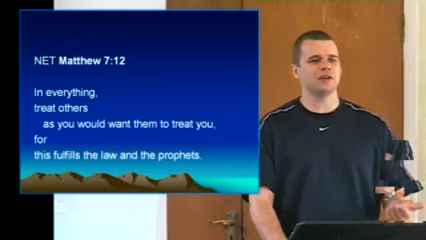 NET Matthew 7:12
In everything,
treat others
as you would want them to treat you,
for
this fulfills the law and the prophets.